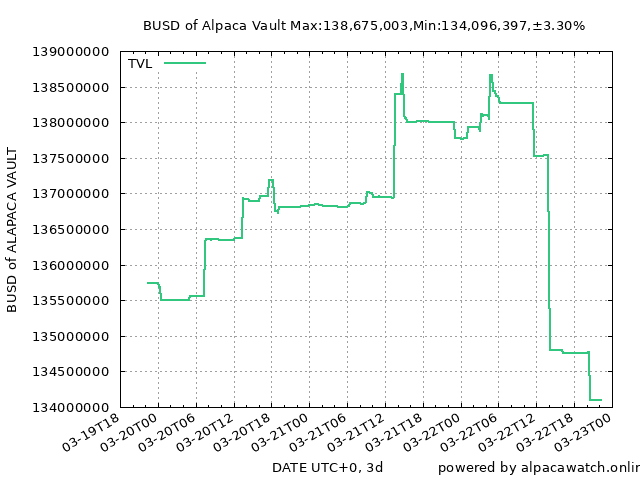 BUSD of Alpaca Vault Max:138,675,003,Min:134,096,397,±3.30%
139000000
TVL
138500000
138000000
137500000
137000000
136500000
136000000
135500000
135000000
134500000
134000000
BUSD of ALAPACA VAULT
03-19T18
03-20T00
03-20T06
03-20T12
03-20T18
03-21T00
03-21T06
03-21T12
03-21T18
03-22T00
03-22T06
03-22T12
03-22T18
03-23T00
DATE UTC+0, 3d
powered by alpacawatch.onlin